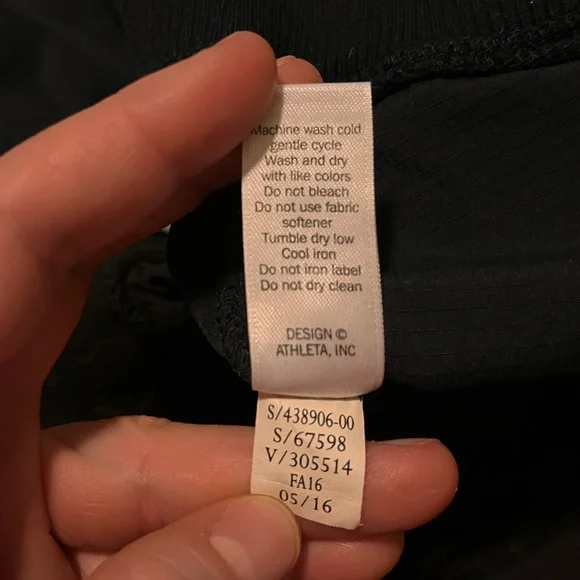 Machine wash cold
gentle cycle
Wash and dry
with like colors
Do not bleach
Do not use fabric
softener
Tumble dry low
Cool iron
Do not iron label
Do not dry clean
DESIGN ©
ATHLETA, INC
S/438906-00
S/67598
V/305514
FA16
05/16